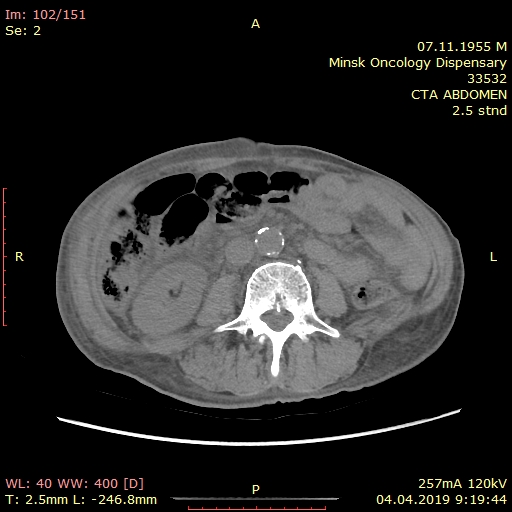 Im: 102/151
Se: 2
A
07.11.1955 M
Minsk Oncology Dispensary
33532
CTA ABDOMEN
2.5 stnd
R
L
WL: 40 WW: 400 [D]
T: 2.5mm L: -246.8mm
P
257mA 120kV
04.04.2019 9:19:44